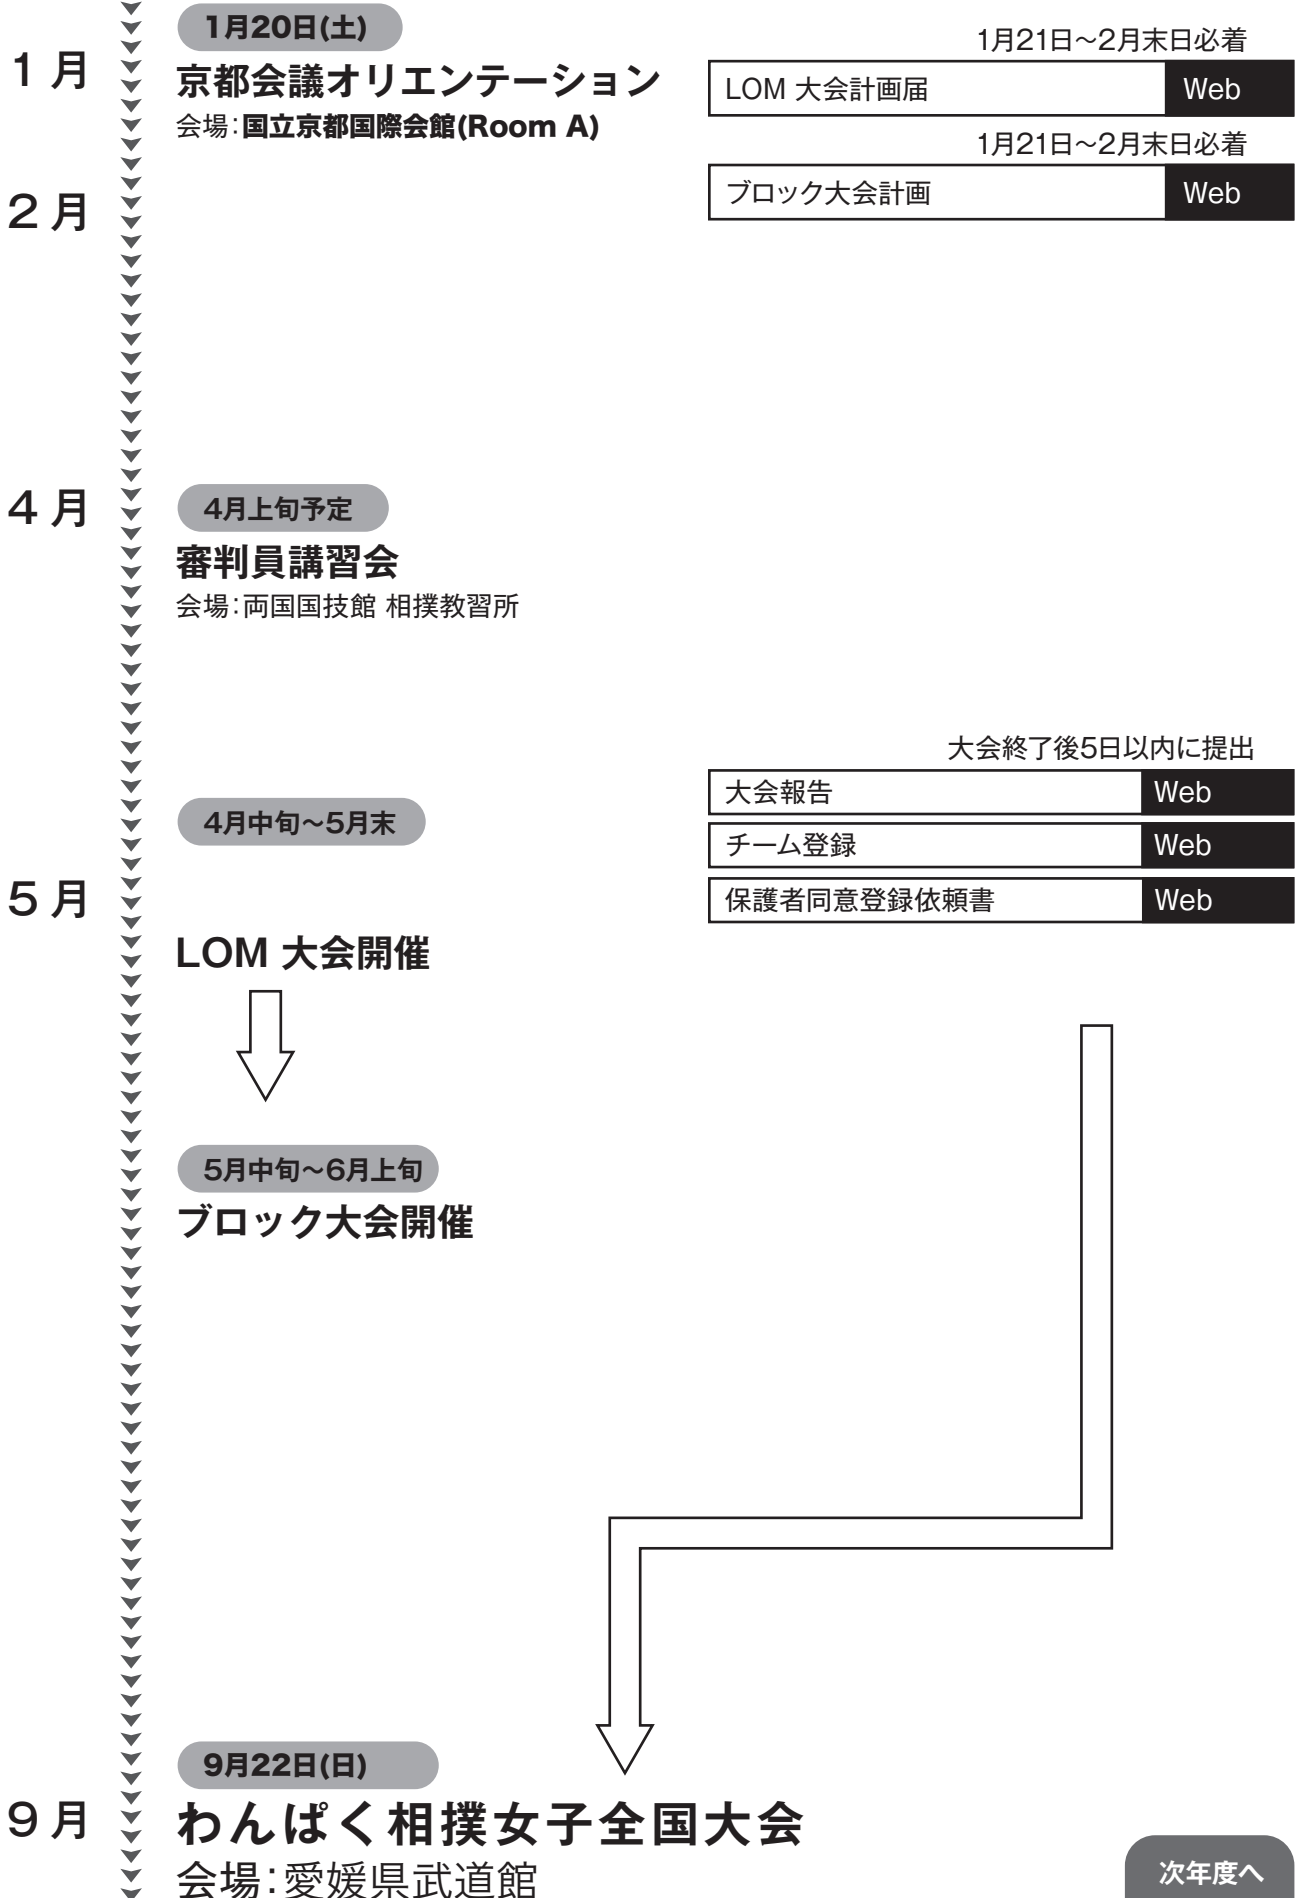 1月
1月20日(土)
京都会議オリエンテーション
会場：国立京都国際会館(Room A)
1月21日～2月末日必着
LOM 大会計画届 Web
1月21日～2月末日必着
ブロック大会計画 Web
2月
4月
4月上旬予定
審判員講習会
会場：両国国技館 相撲教習所
大会終了後5日以内に提出
大会報告 Web
チーム登録 Web
保護者同意登録依頼書 Web
4月中旬～5月末
5月
LOM 大会開催
5月中旬～6月上旬
ブロック大会開催
9月22日(日)
9月
わんぱく相撲女子全国大会
会場：愛媛県武道館
次年度へ